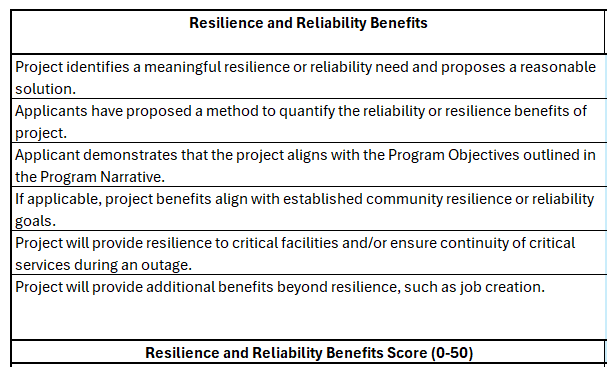 Resilience and Reliability Benefits
Project identifies a meaningful resilience or reliability need and proposes a reasonable
solution.
Applicants have proposed a method to quantify the reliability or resilience benefits of
project.
Applicant demonstrates that the project aligns with the Program Objectives outlined in
the Program Narrative.
If applicable, project benefits align with established community resilience or reliability
goals.
Project will provide resilience to critical facilities and/or ensure continuity of critical
services during an outage.
Project will provide additional benefits beyond resilience, such as job creation.
Resilience and Reliability Benefits Score (0-50)